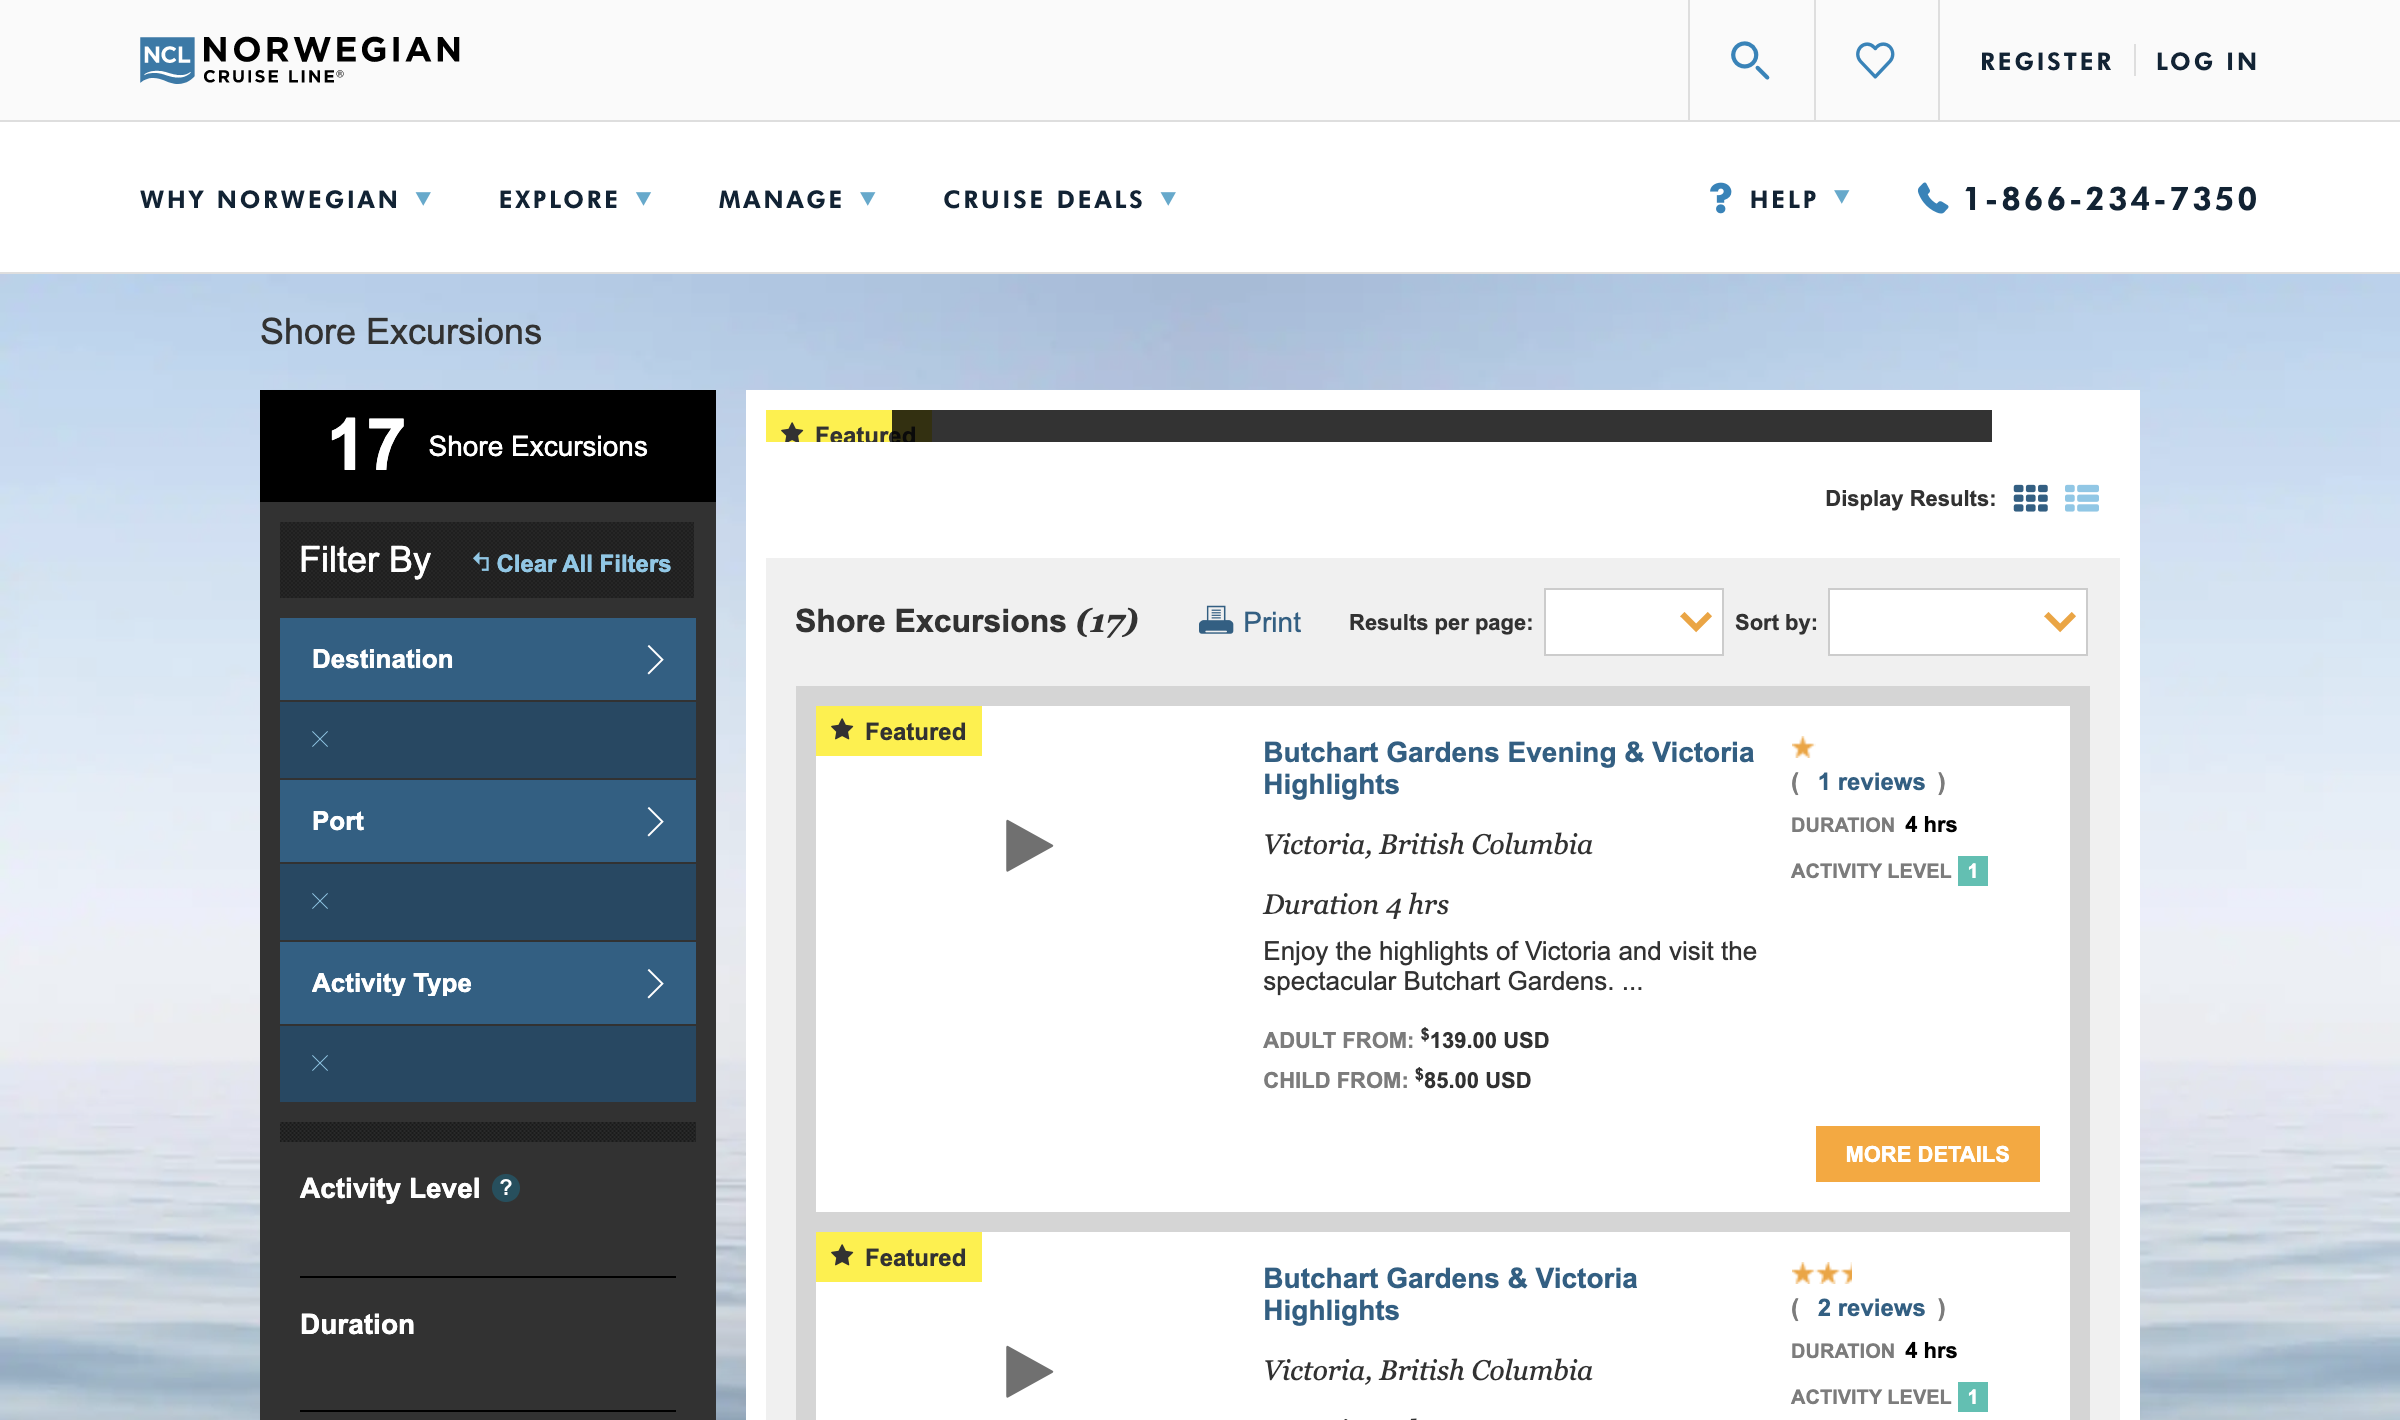 NCL NORWEGIAN
CRUISE LINE®
REGISTER
LOG IN
WHY NORWEGIAN
EXPLORE
MANAGE
CRUISE DEALS
? HELP
1-866-234-7350
Shore Excursions
17 Shore Excursions
Filter By
Clear All Filters
Destination
Port
Activity Type
Activity Level ?
Duration
Featured
Display Results:
Shore Excursions (17)
Print
Results per page:
Sort by:
Featured
Butchart Gardens Evening & Victoria
Highlights
Victoria, British Columbia
Duration 4 hrs
Enjoy the highlights of Victoria and visit the
spectacular Butchart Gardens. ...
ADULT FROM: $139.00 USD
CHILD FROM: $85.00 USD
( 1 reviews )
DURATION 4 hrs
ACTIVITY LEVEL 1
MORE DETAILS
Featured
Butchart Gardens & Victoria
Highlights
Victoria, British Columbia
( 2 reviews )
DURATION 4 hrs
ACTIVITY LEVEL 1